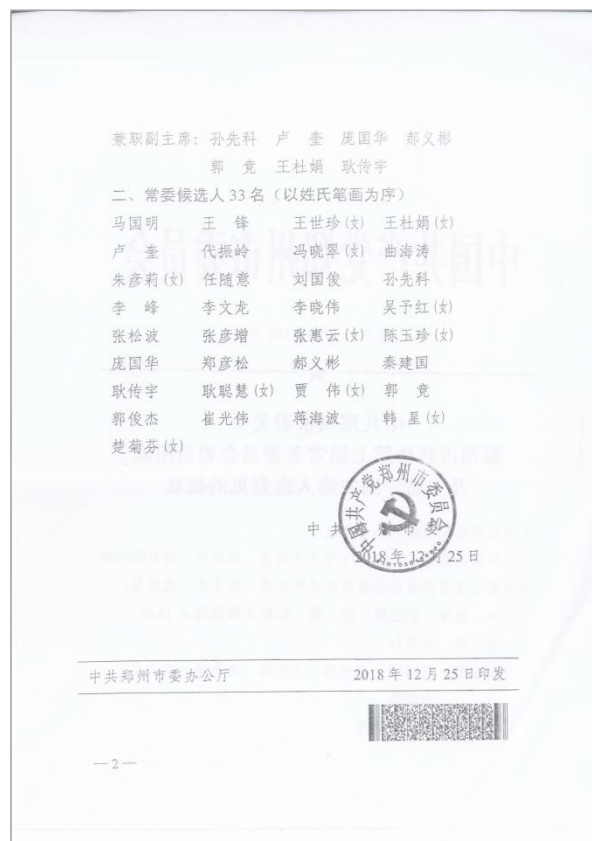 兼职副主席：孙先科 卢 奎 庞国华 郝义彬
郭 竞 王杜娟 耿传宇
二、常委候选人33名（以姓氏笔画为序）
马国明 王 锋 王世珍(女) 王杜娟(女)
卢 奎 代振岭 冯晓翠(女) 曲海涛
朱彦莉(女) 任随意 刘国俊 孙先科
李 峰 李文龙 李晓伟 吴予红(女)
张松波 张彦增 张惠云(女) 陈玉珍(女)
庞国华 郑彦松 郝义彬 秦建国
耿传宇 耿聪慧(女) 贾 伟(女) 郭 竞
郭俊杰 崔光伟 蒋海波 韩 星(女)
楚菊芬(女)
中国共产党郑州市委员会
中共郑州市委
2018年12月25日
中共郑州市委办公厅 2018年12月25日印发
—2—